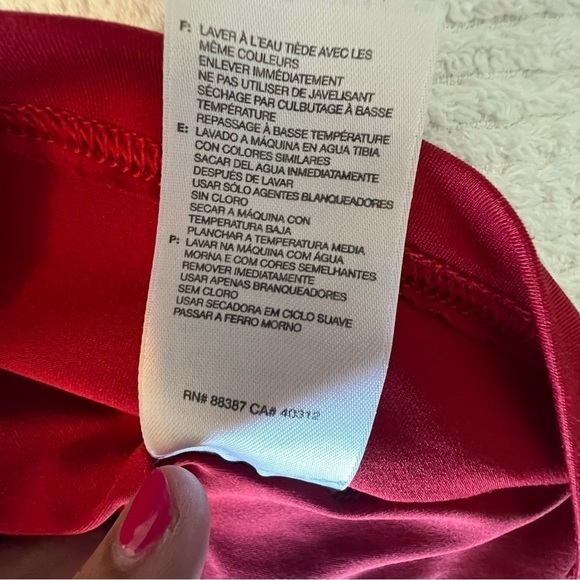 F: LAVER À L'EAU TIÈDE AVEC LES
MÊME COULEURS
ENLEVER IMMÉDIATEMENT
NE PAS UTILISER DE JAVELISANT
SÉCHAGE PAR CULBUTAGE À BASSE
TEMPÉRATURE
REPASSAGE À BASSE TEMPÉRATURE
E: LAVADO A MÁQUINA EN AGUA TIBIA
CON COLORES SIMILARES
SACAR DEL AGUA INMEDIATAMENTE
DESPUÉS DE LAVAR
USAR SÓLO AGENTES BLANQUEADORES
SIN CLORO
SECAR A MÁQUINA CON
TEMPERATURA BAJA
PLANCHAR A TEMPERATURA MEDIA
P: LAVAR NA MÁQUINA COM ÁGUA
MORNA E COM CORES SEMELHANTES
REMOVER IMEDIATAMENTE
USAR APENAS BRANQUEADORES
SEM CLORO
USAR SECADORA EM CICLO SUAVE
PASSAR A FERRO MORNO
RN# 88387 CA# 40312